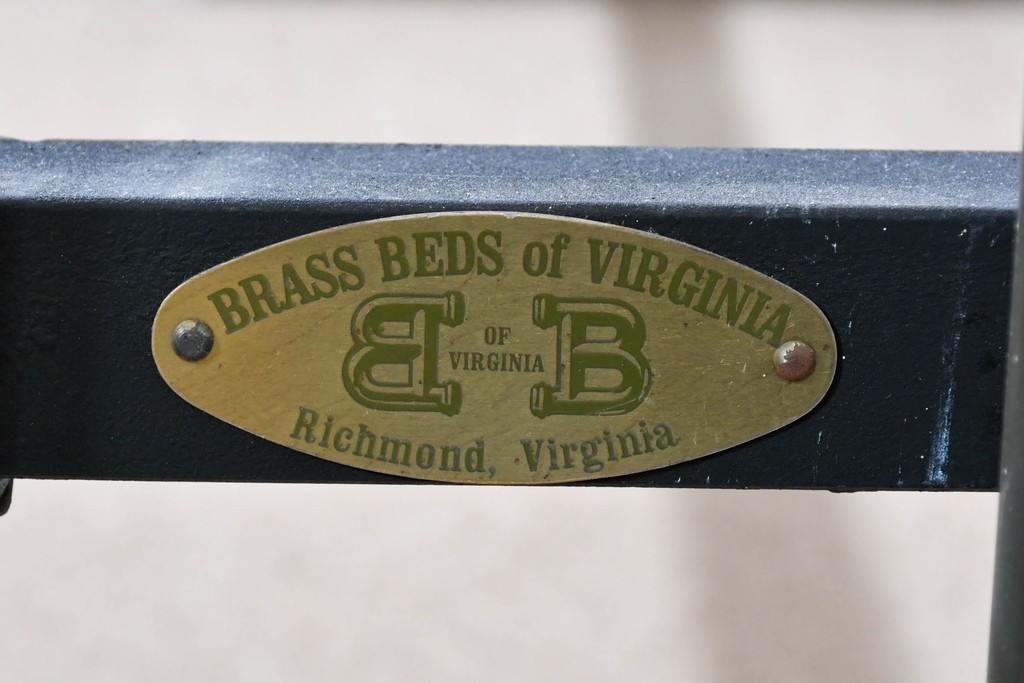 BRASS BEDS of VIRGINIA
B OF B
VIRGINIA
Richmond, Virginia